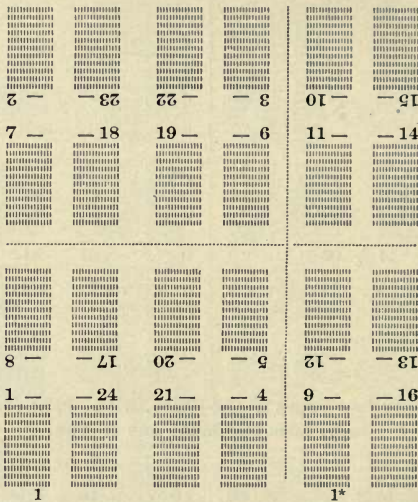 2 — — 23 22 — — 3 10 — — 15
7 — — 18 19 — — 6 11 — — 14
8 — — 17 20 — — 5 12 — — 13
1 — — 24 21 — — 4 9 — — 16
1 1*